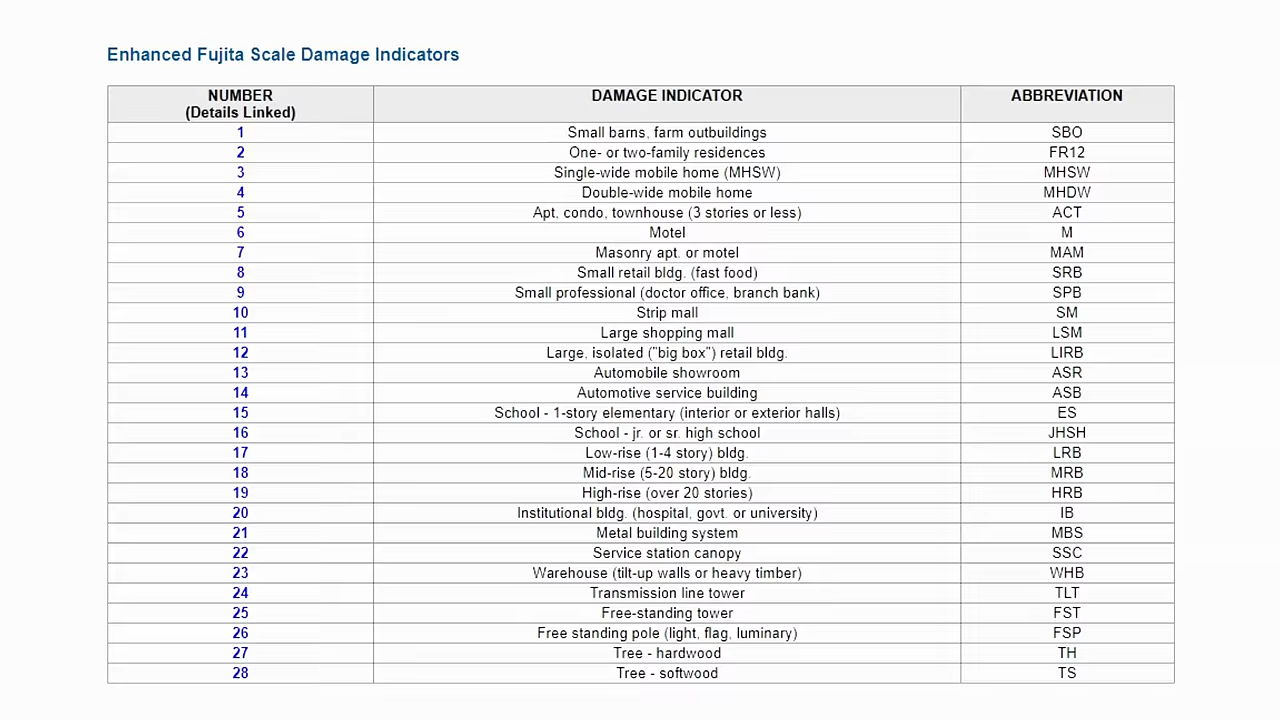 Enhanced Fujita Scale Damage Indicators
NUMBER DAMAGE INDICATOR ABBREVIATION
(Details Linked)
1 Small barns, farm outbuildings SBO
2 One- or two-family residences FR12
3 Single-wide mobile home (MHSW) MHSW
4 Double-wide mobile home MHDW
5 Apt, condo, townhouse (3 stories or less) ACT
6 Motel M
7 Masonry apt. or motel MAM
8 Small retail bldg. (fast food) SRB
9 Small professional (doctor office, branch bank) SPB
10 Strip mall SM
11 Large shopping mall LSM
12 Large, isolated ("big box") retail bldg. LIRB
13 Automobile showroom ASR
14 Automotive service building ASB
15 School - 1-story elementary (interior or exterior halls) ES
16 School - jr. or sr. high school JHSH
17 Low-rise (1-4 story) bldg. LRB
18 Mid-rise (5-20 story) bldg. MRB
19 High-rise (over 20 stories) HRB
20 Institutional bldg. (hospital, govt. or university) IB
21 Metal building system MBS
22 Service station canopy SSC
23 Warehouse (tilt-up walls or heavy timber) WHB
24 Transmission line tower TLT
25 Free-standing tower FST
26 Free standing pole (light, flag, luminary) FSP
27 Tree - hardwood TH
28 Tree - softwood TS